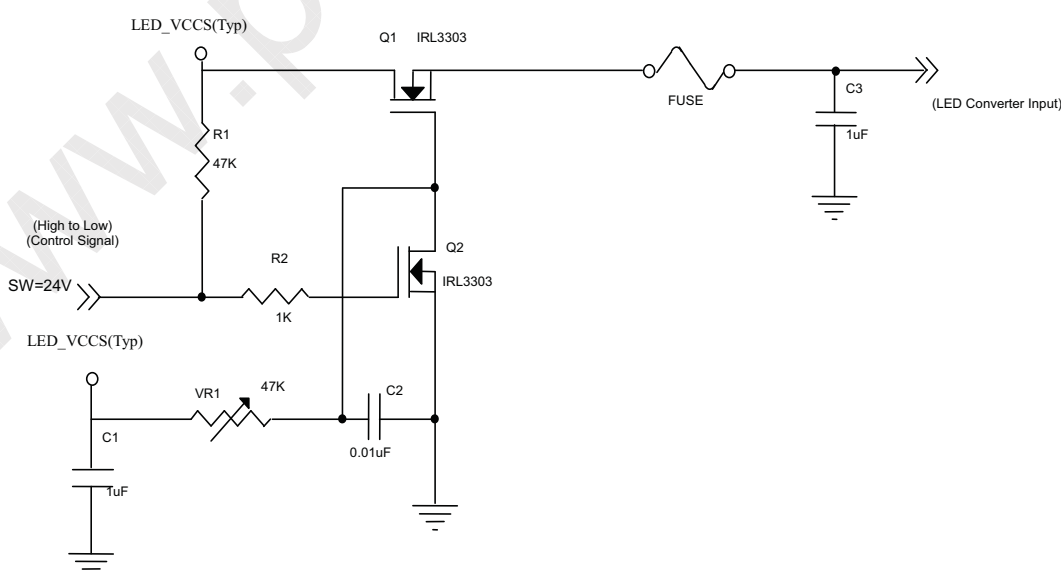 www.p
LED_VCCS(Typ)
Q1 IRL3303
R1
47K
FUSE
C3
1uF
(LED Converter Input)
(High to Low)
(Control Signal)
SW=24V
R2
1K
Q2
IRL3303
LED_VCCS(Typ)
VR1 47K
C1
1uF
C2
0.01uF